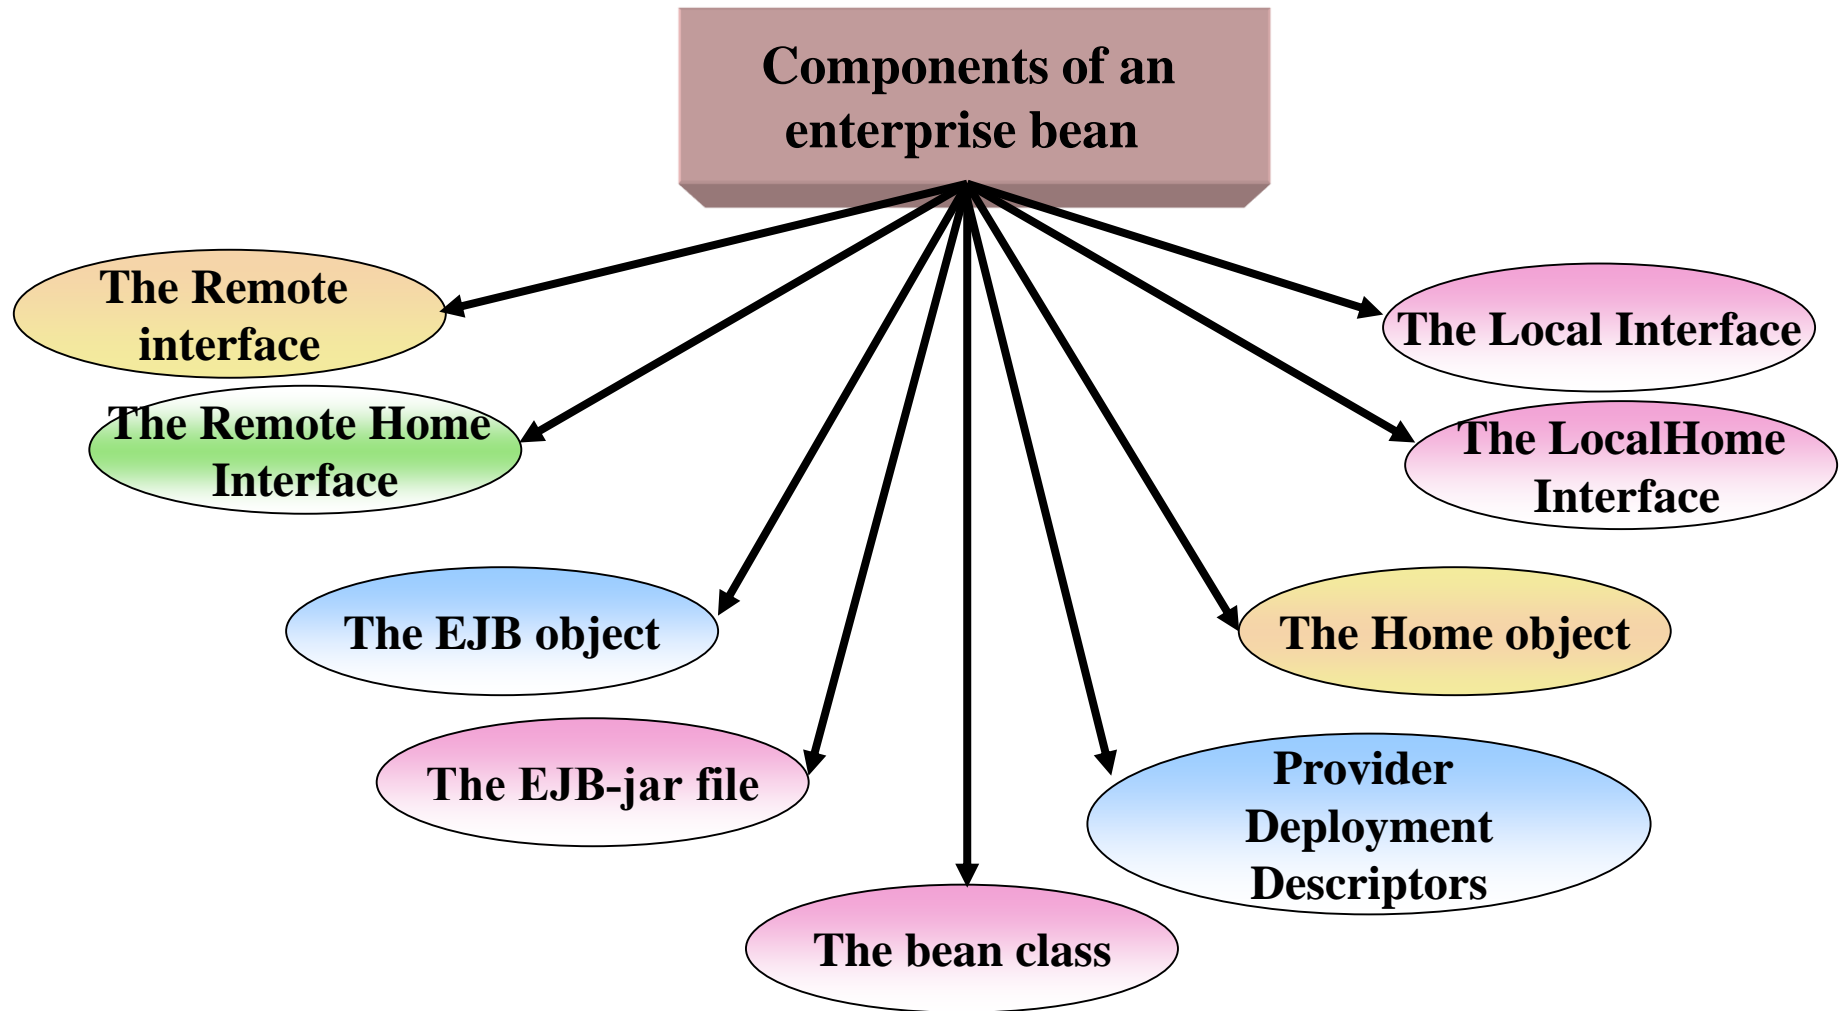 Components of an
enterprise bean
The Remote
interface
The Local Interface
The Remote Home
Interface
The LocalHome
Interface
The EJB object
The Home object
The EJB-jar file
Provider
Deployment
Descriptors
The bean class